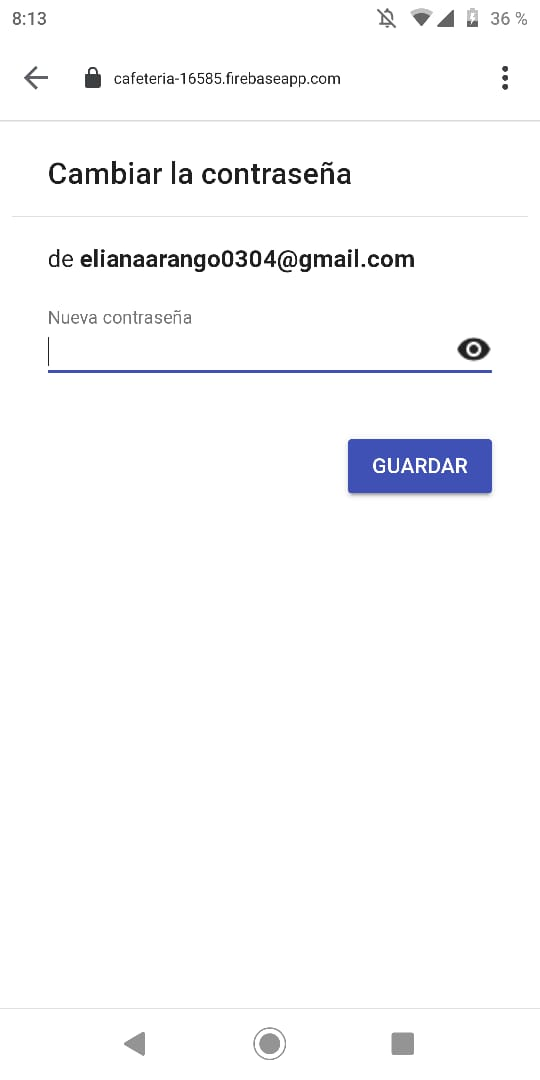 8:13
36 %
cafeteria-16585.firebaseapp.com
Cambiar la contraseña
de elianaarango0304@gmail.com
Nueva contraseña
GUARDAR